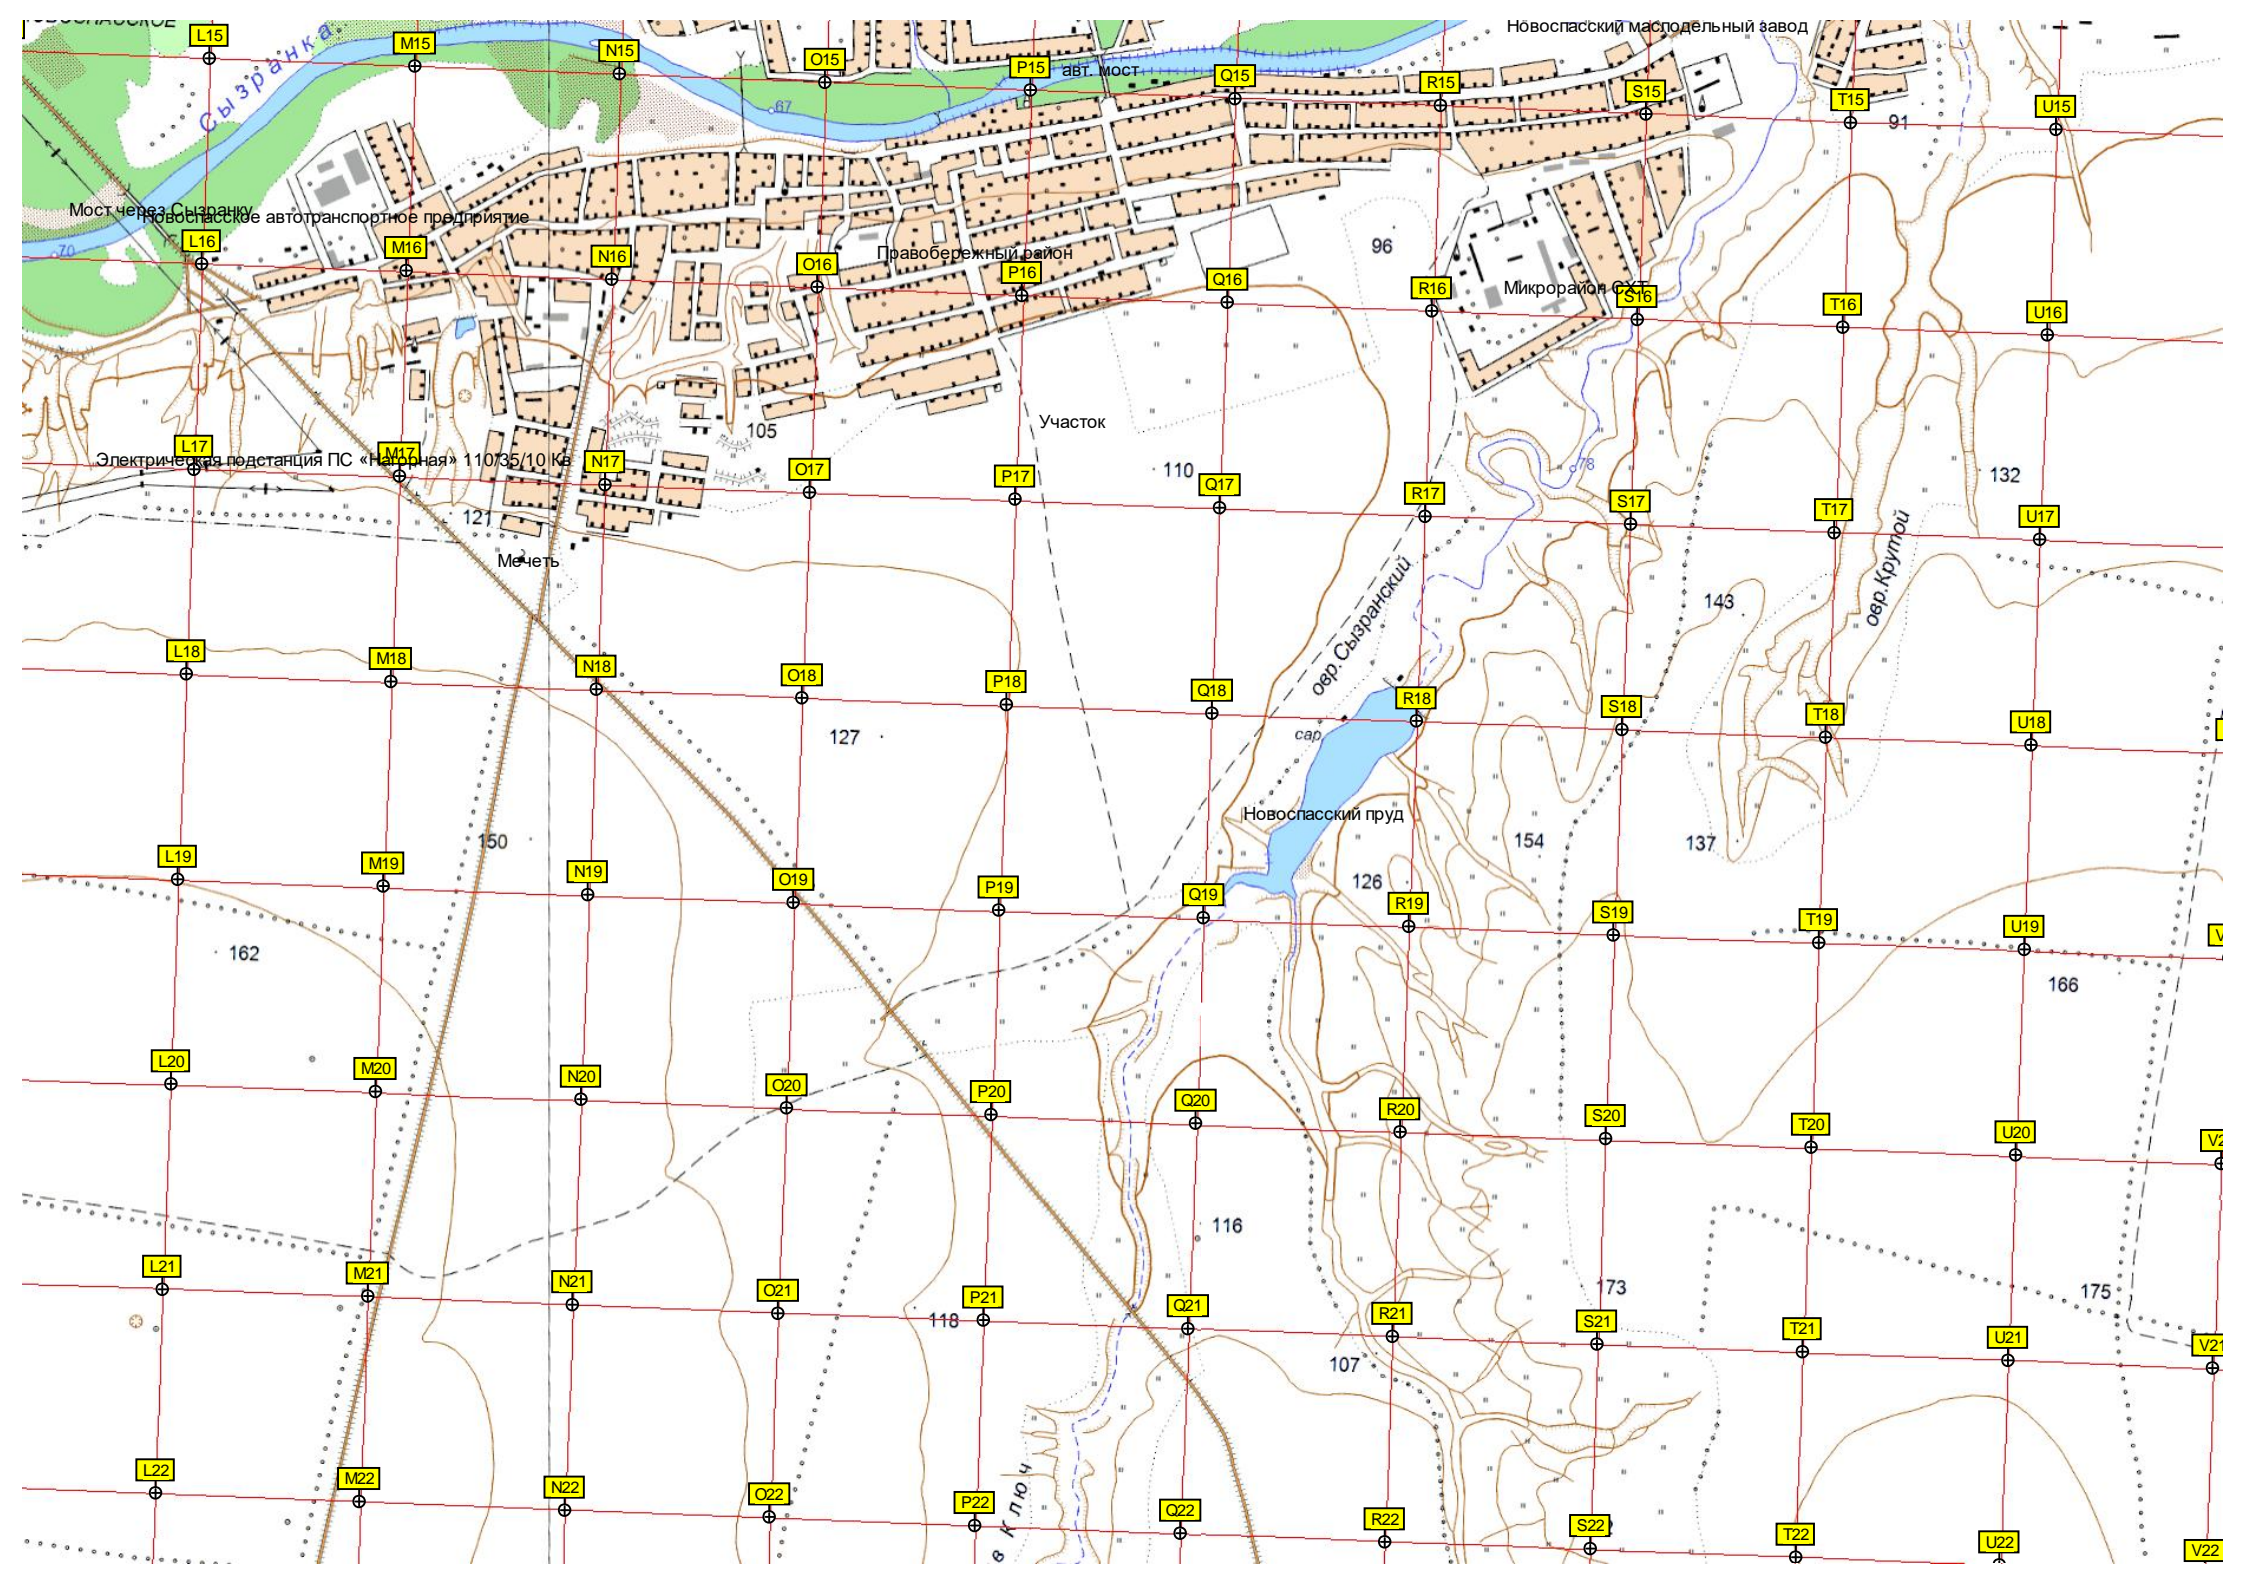 Новоспасский маслодельный завод
L15
M15
N15
O15
P15
авт. мост
Q15
R15
S15
T15
U15
Сызранка
67
91
Мост через Сызранку
Новоспасское автотранспортное предприятие
70
L16
M16
N16
O16
Правобережный район
P16
Q16
96
R16
Микрорайон СХТ
S16
T16
U16
Участок
105
110
78
132
L17
Электрическая подстанция ПС «Нагорная» 110/35/10 Кв
M17
N17
O17
P17
Q17
R17
S17
T17
U17
121
Мечеть
овр.Сызранский
143
овр.Крутой
L18
M18
N18
O18
P18
Q18
R18
S18
T18
U18
127
сар.
Новоспасский пруд
150
154
137
L19
M19
N19
O19
P19
Q19
126
R19
S19
T19
U19
V
162
166
L20
M20
N20
O20
P20
Q20
R20
S20
T20
U20
V2
116
L21
M21
N21
O21
P21
Q21
R21
S21
T21
U21
V21
118
173
175
107
L22
M22
N22
O22
P22
Q22
R22
S22
T22
U22
V22
в Ключ